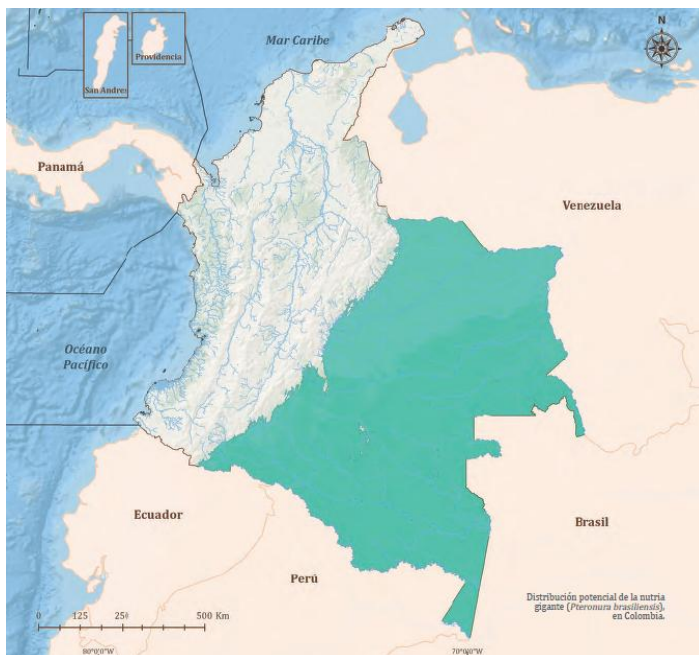 Mar Caribe
N
San Andres
Providencia
Panamá
Venezuela
Océano
Pacífico
Ecuador
Brasil
Perú
Distribución potencial de la nutria
gigante (Pteronura brasiliensis),
en Colombia.
0 125 250 500 Km
80°0'0"W 70°0'0"W